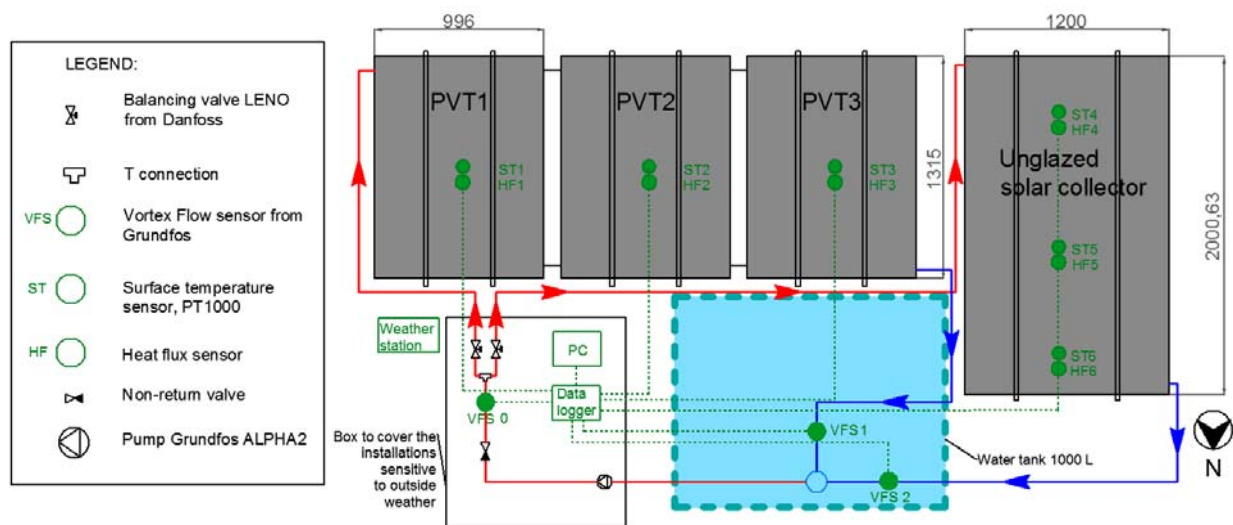 LEGEND:
Balancing valve LENO
from Danfoss
T connection
VFS
Vortex Flow sensor from
Grundfos
ST
Surface temperature
sensor, PT1000
HF
Heat flux sensor
Non-return valve
Pump Grundfos ALPHA2
996
PVT1
PVT2
PVT3
1315
1200
2000,63
ST1
HF1
ST2
HF2
ST3
HF3
ST4
HF4
Unglazed
solar collector
ST5
HF5
ST6
HF6
Weather
station
PC
Data
logger
VFS 0
VFS1
VFS 2
Box to cover the
installations
sensitive
to outside
weather
Water tank 1000 L
N